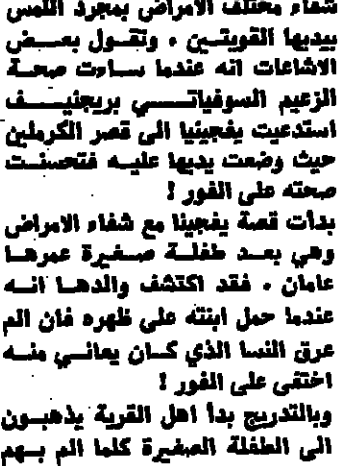 شفاء مختلف الامراض بمجرد اللمس
بيديها القويتين ، وتقول بعض
الاشاعات انه عندما ساءت صحة
الزعيم السوفياتي بريجنيف
استدعيت يفجينيا الى قصر الكرملين
حيث وضعت يديها عليه فتحسنت
صحته على الفور !
بدات قصة يفجينا مع شفاء الامراض
وهي بعد طفلة صغيرة عمرها
عامان . فقد اكتشف والدها انه
عندما حمل ابنته على ظهره فان الم
عرق النسا الذي كان يعاني منه
اختفى على الفور !
وبالتدريج بدأ اهل القرية يذهبون
الى الطفلة الصغيرة كلما الم بهم